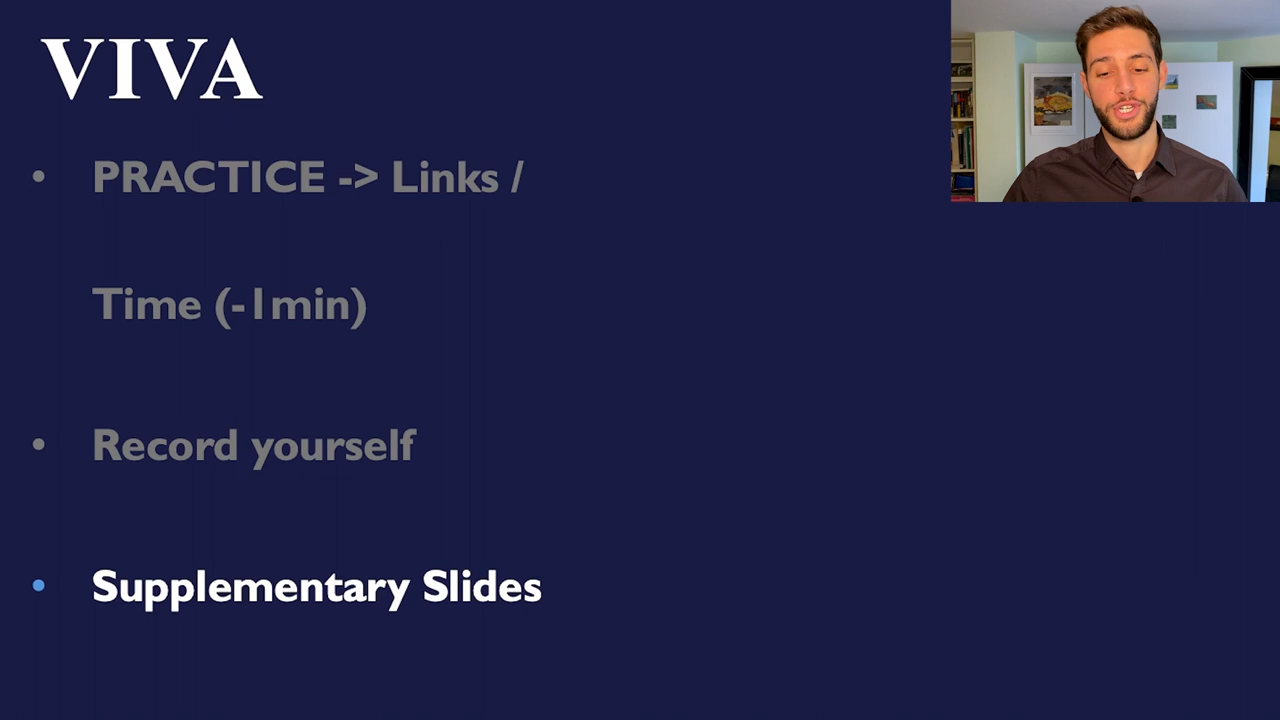 VIVA
• PRACTICE -> Links /
Time (-1min)
• Record yourself
• Supplementary Slides